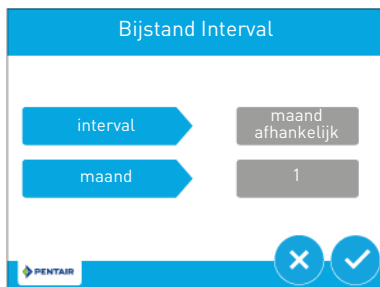 Bijstand Interval
interval
maand
afhankelijk
maand
1
PENTAIR